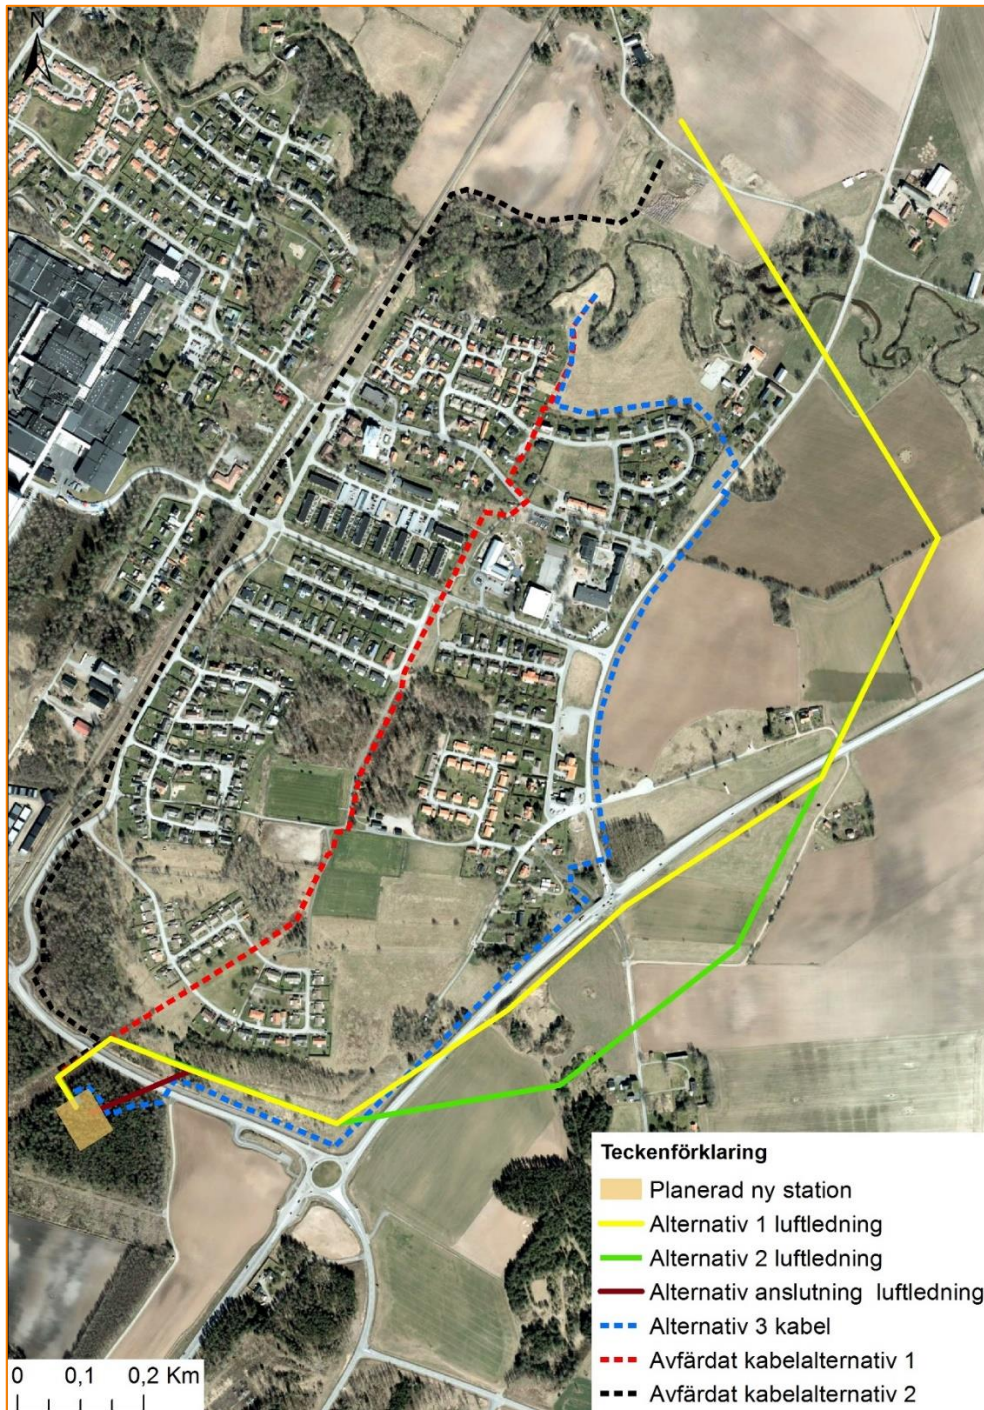 N
Teckenförklaring
Planerad ny station
Alternativ 1 luftledning
Alternativ 2 luftledning
Alternativ anslutning luftledning
Alternativ 3 kabel
Avfärdat kabelalternativ 1
Avfärdat kabelalternativ 2
0 0,1 0,2 Km